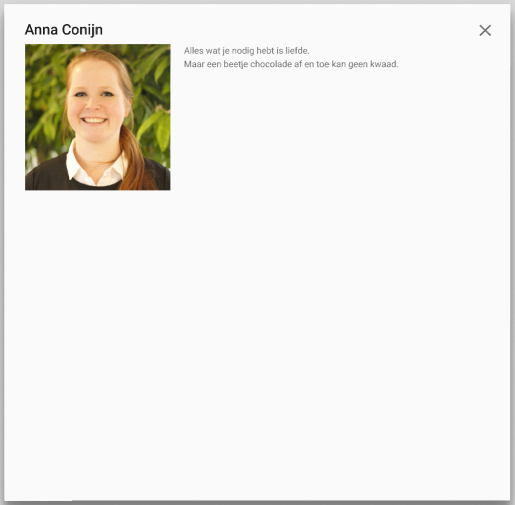 Anna Conijn
Alles wat je nodig hebt is liefde.
Maar een beetje chocolade af en toe kan geen kwaad.